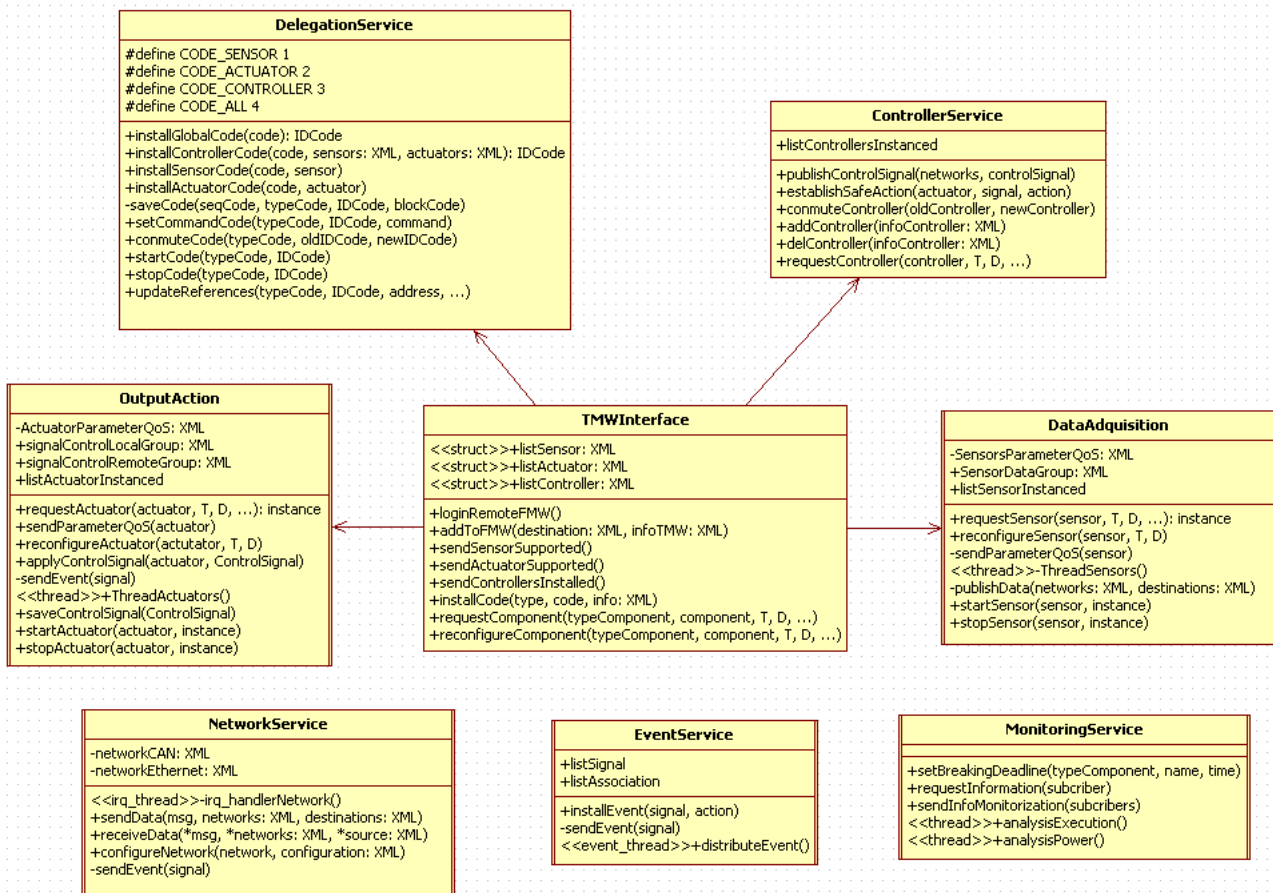 DelegationService
#define CODE_SENSOR 1
#define CODE_ACTUATOR 2
#define CODE_CONTROLLER 3
#define CODE_ALL 4
+installGlobalCode(code): IDCode
+installControllerCode(code, sensors: XML, actuators: XML): IDCode
+installSensorCode(code, sensor)
+installActuatorCode(code, actuator)
-saveCode(seqCode, typeCode, IDCode, blockCode)
+setCommandCode(typeCode, IDCode, command)
+conmuteCode(typeCode, oldIDCode, newIDCode)
+startCode(typeCode, IDCode)
+stopCode(typeCode, IDCode)
+updateReferences(typeCode, IDCode, address, ...)
ControllerService
+listControllersInstanced
+publishControlSignal(networks, controlSignal)
+establishSafeAction(actuator, signal, action)
+conmuteController(oldController, newController)
+addController(infoController: XML)
+delController(infoController: XML)
+requestController(controller, T, D, ...)
OutputAction
-ActuatorParameterQoS: XML
+signalControlLocalGroup: XML
+signalControlRemoteGroup: XML
+listActuatorInstanced
+requestActuator(actuator, T, D, ...): instance
+sendParameterQoS(actuator)
+reconfigureActuator(actutator, T, D)
+applyControlSignal(actuator, ControlSignal)
-sendEvent(signal)
<<thread>>+ThreadActuators()
+saveControlSignal(ControlSignal)
+startActuator(actuator, instance)
+stopActuator(actuator, instance)
TMWInterface
<<struct>>+listSensor: XML
<<struct>>+listActuator: XML
<<struct>>+listController: XML
+loginRemoteFMW()
+addToFMW(destination: XML, infoTMW: XML)
+sendSensorSupported()
+sendActuatorSupported()
+sendControllersInstalled()
+installCode(type, code, info: XML)
+requestComponent(typeComponent, component, T, D, ...)
+reconfigureComponent(typeComponent, component, T, D, ...)
DataAdquisition
-SensorsParameterQoS: XML
+SensorDataGroup: XML
+listSensorInstanced
+requestSensor(sensor, T, D, ...): instance
+reconfigureSensor(sensor, T, D)
-sendParameterQoS(sensor)
<<thread>>-ThreadSensors()
-publishData(networks: XML, destinations: XML)
+startSensor(sensor, instance)
+stopSensor(sensor, instance)
NetworkService
-networkCAN: XML
-networkEthernet: XML
<<irq_thread>>-irq_handlerNetwork()
+sendData(msg, networks: XML, destinations: XML)
+receiveData(*msg, *networks: XML, *source: XML)
+configureNetwork(network, configuration: XML)
-sendEvent(signal)
EventService
+listSignal
+listAssociation
+installEvent(signal, action)
-sendEvent(signal)
<<event_thread>>+distributeEvent()
MonitoringService
+setBreakingDeadline(typeComponent, name, time)
+requestInformation(subcriber)
+sendInfoMonitorization(subcribers)
<<thread>>+analysisExecution()
<<thread>>+analysisPower()